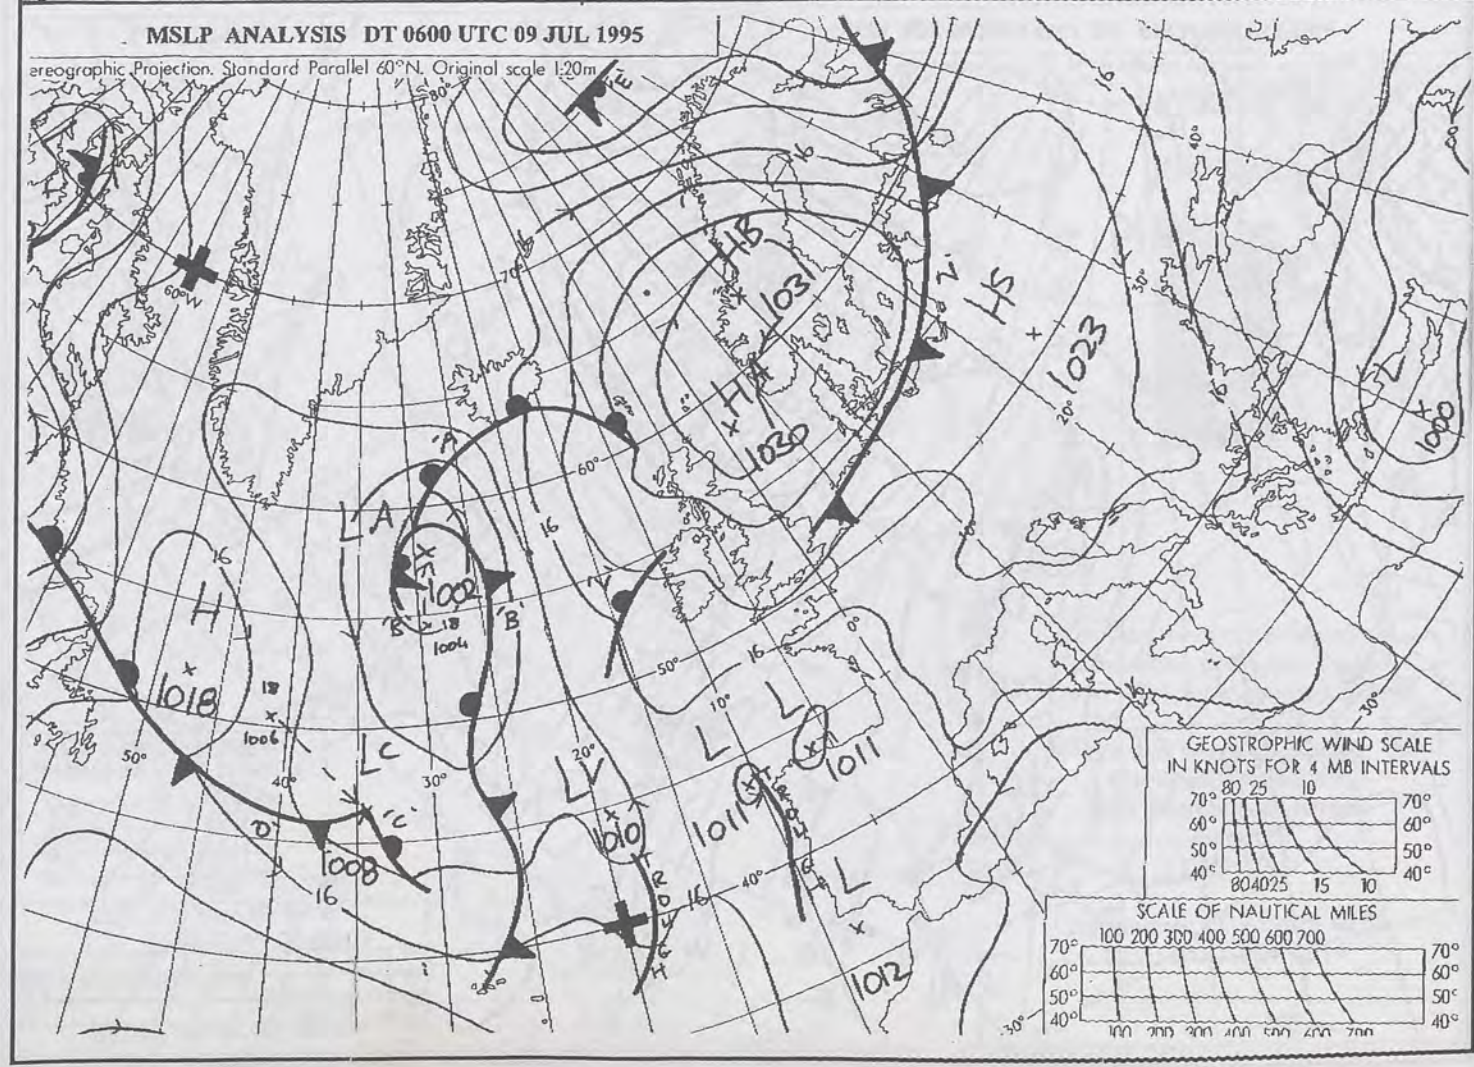 MSLP ANALYSIS DT 0600 UTC 09 JUL 1995
ereographic Projection. Standard Parallel 60°N. Original scale 1:20m
'E'
80°
70°
60°W
16
16
40°
HB
1031
HA
1030
'Z'
HS
1023
30°
20°
16
L
1000
'A'
60°
16
LA
1002
'B'
'B'
18
1004
16
H
1018
18
1006
50°
40°
LC
'C'
'D'
1008
16
30°
20°
LV
1010
TROUGH
16
'Y'
50°
10°
16
0°
L
L
1011
1011
TROUGH
40°
L
1012
30°
30°
GEOSTROPHIC WIND SCALE
IN KNOTS FOR 4 MB INTERVALS
80 25 10
70° 70°
60° 60°
50° 50°
40° 40°
80 40 25 15 10
SCALE OF NAUTICAL MILES
100 200 300 400 500 600 700
70° 70°
60° 60°
50° 50°
40° 40°
100 200 300 400 500 600 700